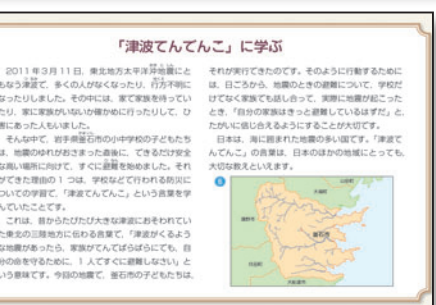 「津波てんでんこ」に学ぶ
2011年3月11日，東北地方太平洋沖地震にと
もなう津波で，多くの人がなくなったり，行方不明に
なったりしました。その中には，家で家族を待ってい
たり，家に家族がいないか確かめに行ったりして，ひ
害にあった人もいました。
そんな中で，岩手県釜石市の小中学校の子どもたち
は，地震のゆれがおさまった直後に，できるだけ安全
な高い場所に向けて，すぐに避難を始めました。それ
ができた理由の1つは，学校などで行われる防災に
ついての学習で，「津波てんでんこ」という言葉を学
んでいたことです。
これは，昔からたびたび大きな津波におそわれてい
た東北の三陸地方に伝わる言葉で，「津波がくるよう
な地震があったら，家族がてんでばらばらにでも，自
分の命を守るために，1人ですぐに避難しなさい」と
いう意味です。今回の地震で，釜石市の子どもたちは，
それが実行できたのです。そのように行動するために
は，日ごろから，地震のときの避難について，学校だ
けでなく家族でも話し合って，実際に地震が起こった
とき，「自分の家族はきっと避難しているはずだ」と，
たがいに信じ合えるようにすることが大切です。
日本は，海に囲まれた地震の多い国です。「津波て
んでんこ」の言葉は，日本のほかの地域にとっても，
大切な教えといえます。
山田町
大槌町
遠野市
釜石市
住田町
大船渡市